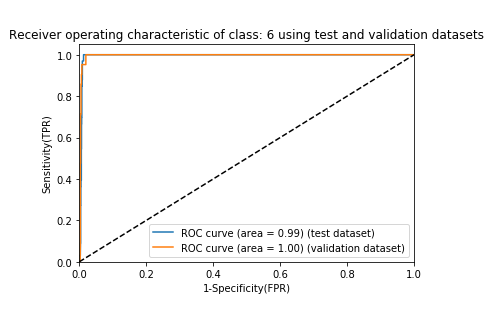 Receiver operating characteristic of class: 6 using test and validation datasets
1.0
0.8
0.6
0.4
0.2
0.0
Sensitivity(TPR)
ROC curve (area = 0.99) (test dataset)
ROC curve (area = 1.00) (validation dataset)
0.0 0.2 0.4 0.6 0.8 1.0
1-Specificity(FPR)